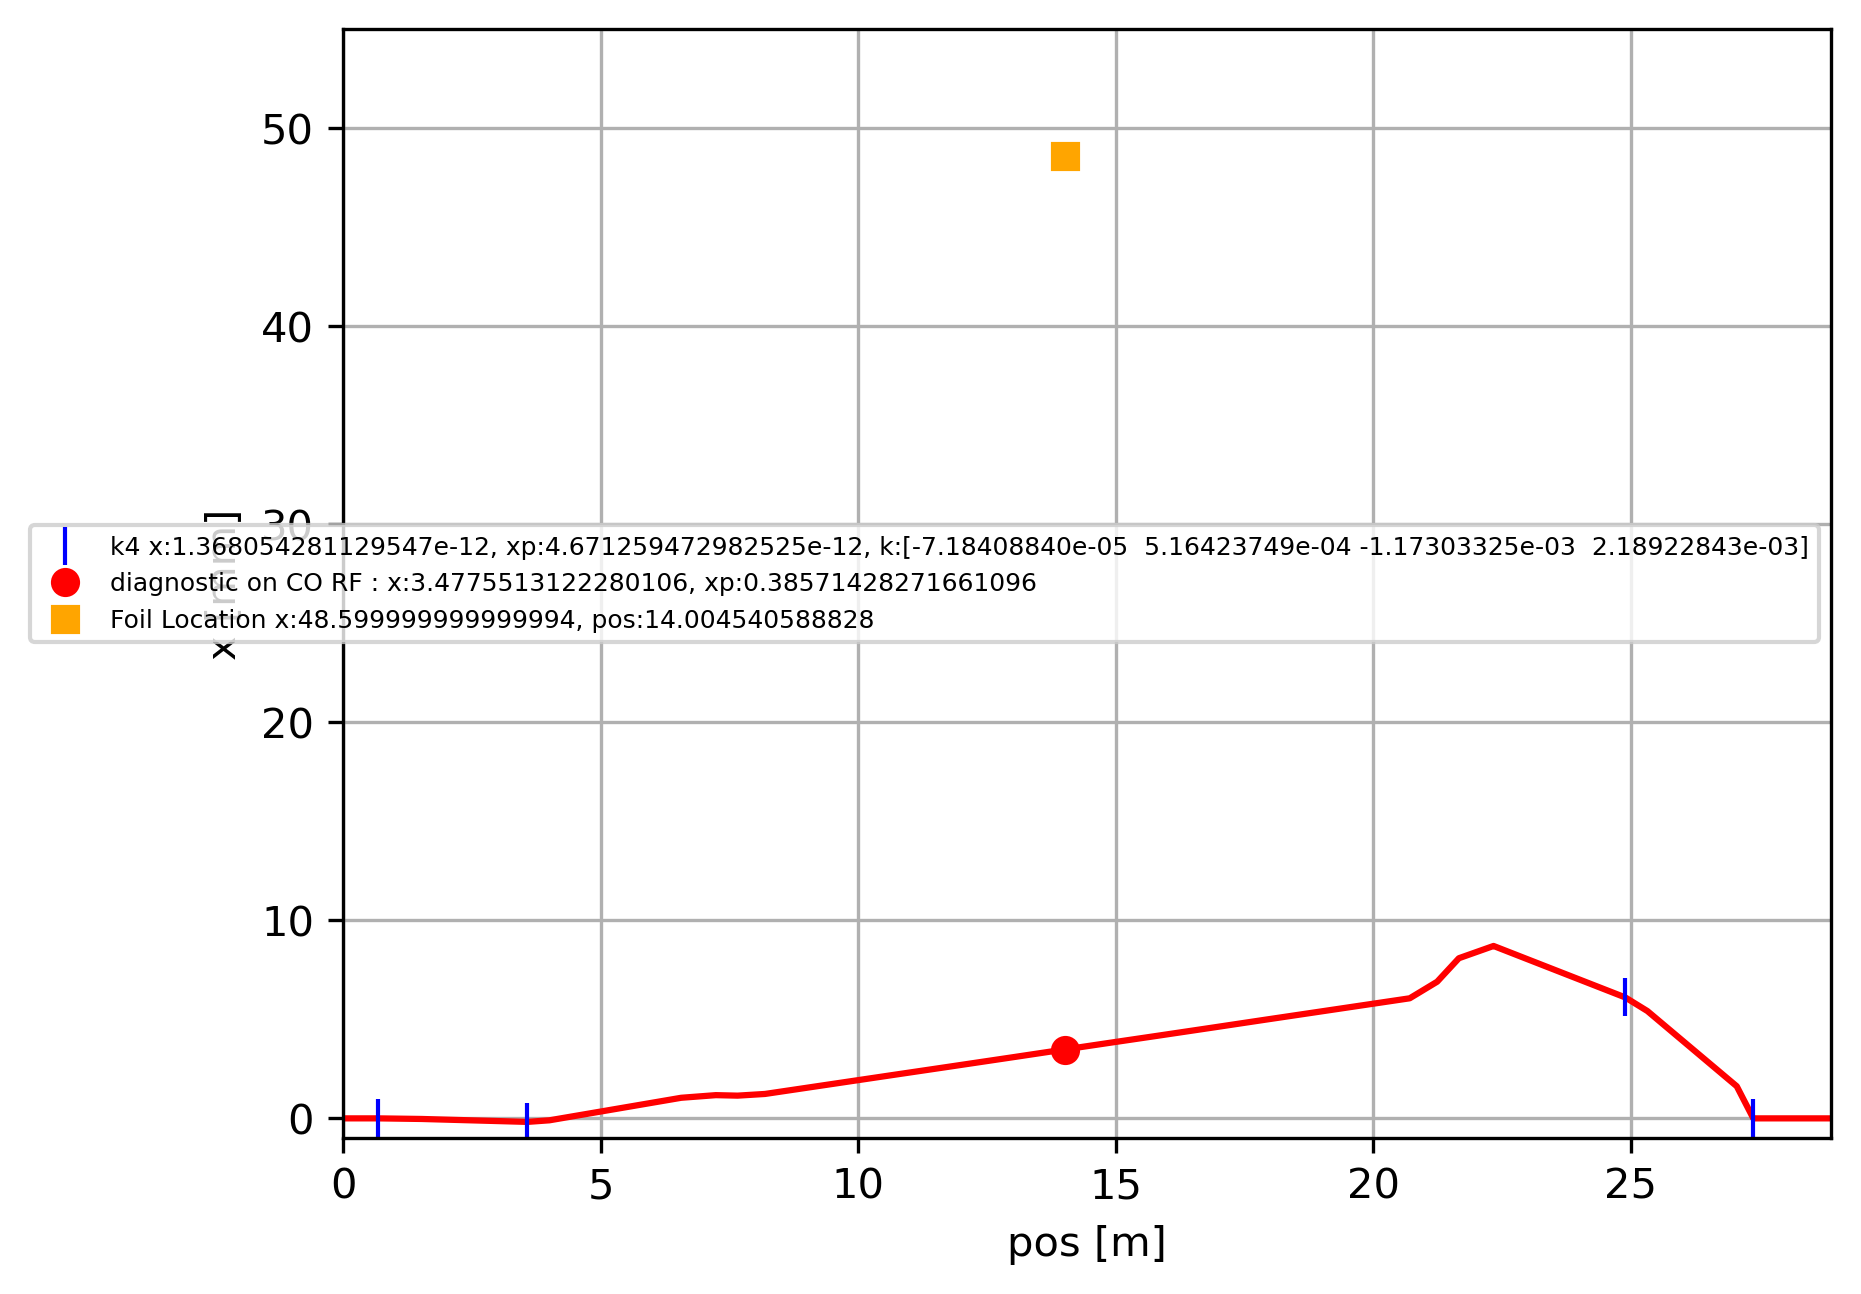 50
40
30
x [mm]
k4 x:1.368054281129547e-12, xp:4.671259472982525e-12, k:[-7.18408840e-05  5.16423749e-04 -1.17303325e-03  2.18922843e-03]
diagnostic on CO RF : x:3.4775513122280106, xp:0.38571428271661096
Foil Location x:48.599999999999994, pos:14.004540588828
20
10
0
0 5 10 15 20 25
pos [m]